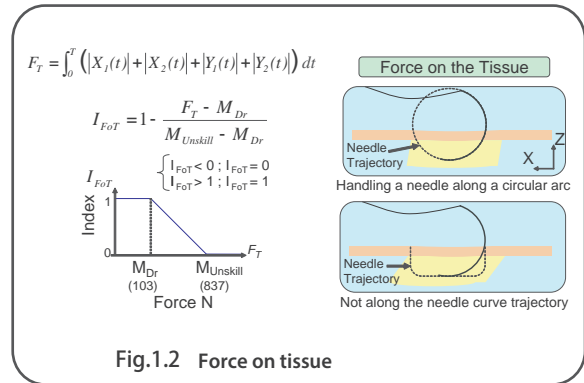 F_T = ∫_0^T (|X_1(t)|+|X_2(t)|+|Y_1(t)|+|Y_2(t)|) dt
I_FoT = 1 - (F_T - M_Dr) / (M_Unskill - M_Dr)
I_FoT < 0 ; I_FoT = 0
I_FoT > 1 ; I_FoT = 1
I_FoT
1
Index
0
F_T
M_Dr M_Unskill
(103) (837)
Force N
Force on the Tissue
Needle
Trajectory
Z
X
Handling a needle along a circular arc
Needle
Trajectory
Not along the needle curve trajectory
Fig.1.2 Force on tissue